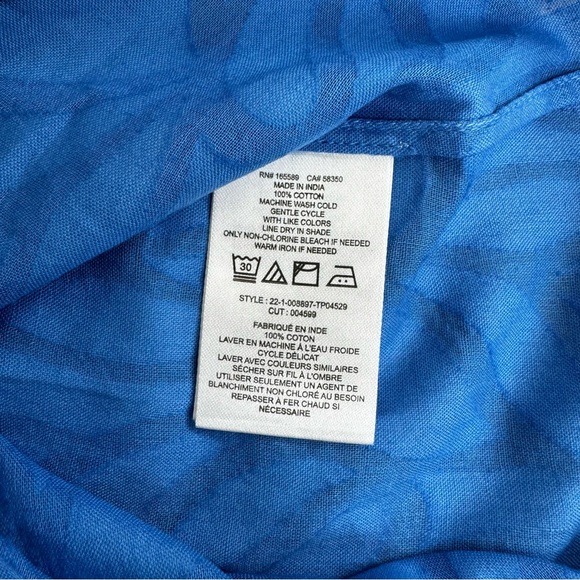 RN# 165589 CA# 58350
MADE IN INDIA
100% COTTON
MACHINE WASH COLD
GENTLE CYCLE
WITH LIKE COLORS
LINE DRY IN SHADE
ONLY NON-CHLORINE BLEACH IF NEEDED
WARM IRON IF NEEDED
30
STYLE : 22-1-008897-TP04529
CUT : 004599
FABRIQUÉ EN INDE
100% COTON
LAVER EN MACHINE À L'EAU FROIDE
CYCLE DÉLICAT
LAVER AVEC COULEURS SIMILAIRES
SÉCHER SUR FIL À L'OMBRE
UTILISER SEULEMENT UN AGENT DE
BLANCHIMENT NON CHLORÉ AU BESOIN
REPASSER À FER CHAUD SI
NÉCESSAIRE